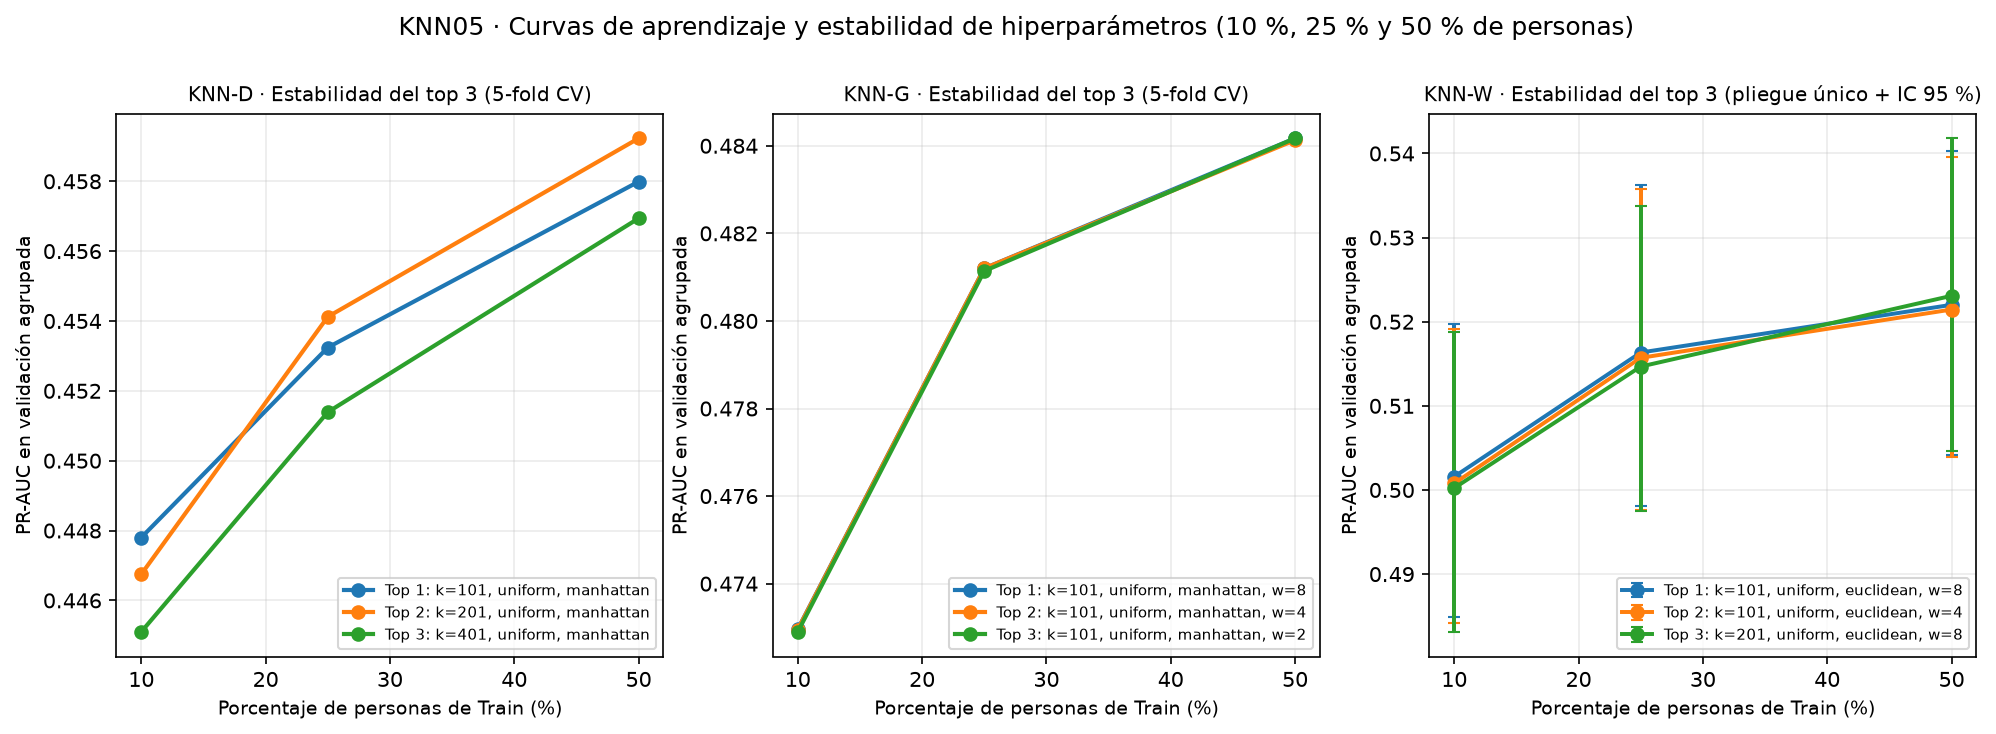 KNN05 · Curvas de aprendizaje y estabilidad de hiperparámetros (10 %, 25 % y 50 % de personas)
KNN-D · Estabilidad del top 3 (5-fold CV)
PR-AUC en validación agrupada
0.458
0.456
0.454
0.452
0.450
0.448
0.446
Top 1: k=101, uniform, manhattan
Top 2: k=201, uniform, manhattan
Top 3: k=401, uniform, manhattan
10 20 30 40 50
Porcentaje de personas de Train (%)
KNN-G · Estabilidad del top 3 (5-fold CV)
PR-AUC en validación agrupada
0.484
0.482
0.480
0.478
0.476
0.474
Top 1: k=101, uniform, manhattan, w=8
Top 2: k=101, uniform, manhattan, w=4
Top 3: k=101, uniform, manhattan, w=2
10 20 30 40 50
Porcentaje de personas de Train (%)
KNN-W · Estabilidad del top 3 (pliegue único + IC 95 %)
PR-AUC en validación agrupada
0.54
0.53
0.52
0.51
0.50
0.49
Top 1: k=101, uniform, euclidean, w=8
Top 2: k=101, uniform, euclidean, w=4
Top 3: k=201, uniform, euclidean, w=8
10 20 30 40 50
Porcentaje de personas de Train (%)